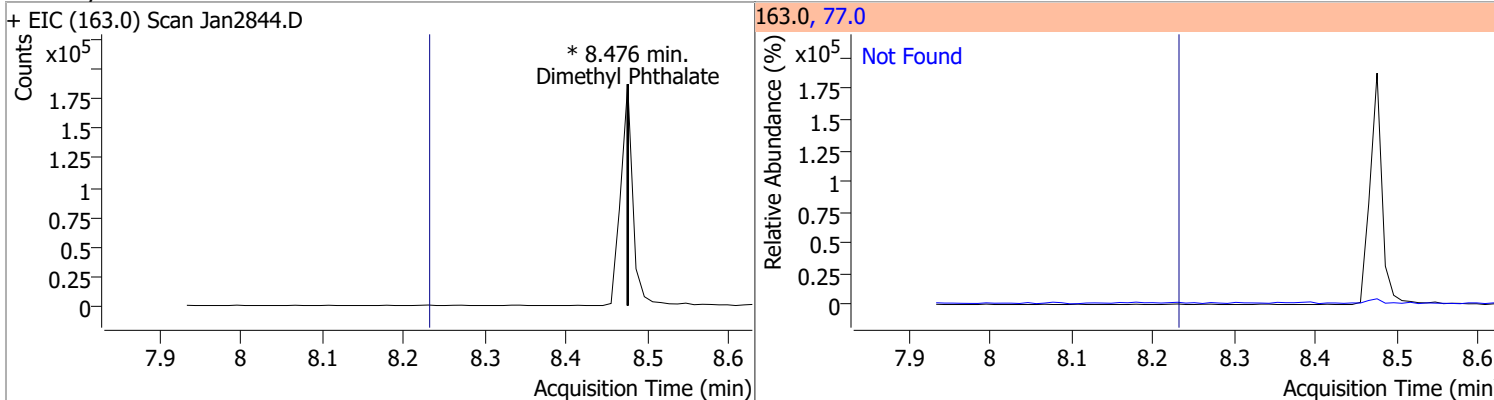 + EIC (163.0) Scan Jan2844.D
Counts
x10^5
* 8.476 min.
Dimethyl Phthalate
1.75
1.5
1.25
1
0.75
0.5
0.25
0
7.9 8 8.1 8.2 8.3 8.4 8.5 8.6
Acquisition Time (min)
163.0, 77.0
Relative Abundance (%)
x10^5
Not Found
1.75
1.5
1.25
1
0.75
0.5
0.25
0
7.9 8 8.1 8.2 8.3 8.4 8.5 8.6
Acquisition Time (min